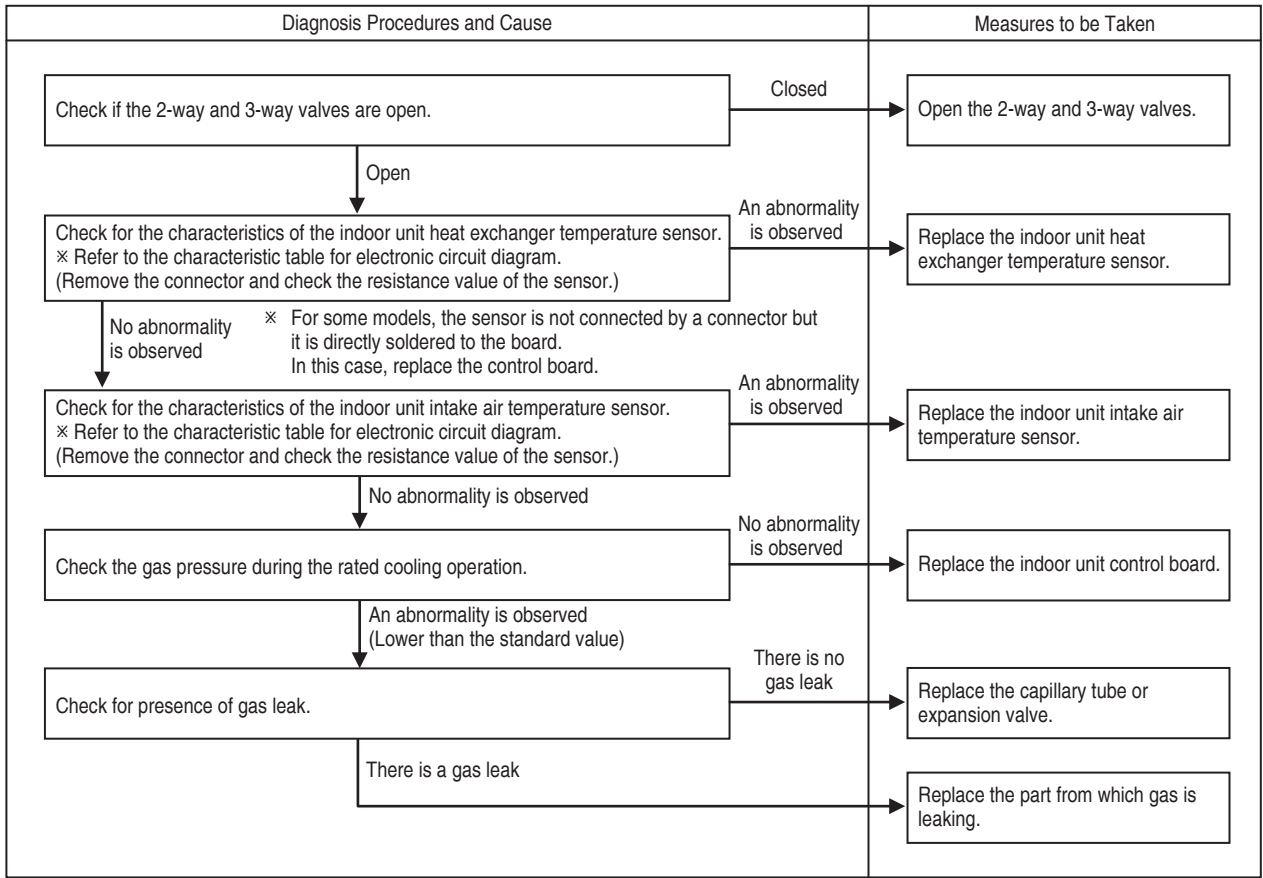 Diagnosis Procedures and Cause
Measures to be Taken
Check if the 2-way and 3-way valves are open.
Closed
Open the 2-way and 3-way valves.
Open
Check for the characteristics of the indoor unit heat exchanger temperature sensor.
※ Refer to the characteristic table for electronic circuit diagram.
(Remove the connector and check the resistance value of the sensor.)
An abnormality
is observed
Replace the indoor unit heat
exchanger temperature sensor.
No abnormality
is observed
※ For some models, the sensor is not connected by a connector but
it is directly soldered to the board.
In this case, replace the control board.
Check for the characteristics of the indoor unit intake air temperature sensor.
※ Refer to the characteristic table for electronic circuit diagram.
(Remove the connector and check the resistance value of the sensor.)
An abnormality
is observed
Replace the indoor unit intake air
temperature sensor.
No abnormality is observed
Check the gas pressure during the rated cooling operation.
No abnormality
is observed
Replace the indoor unit control board.
An abnormality is observed
(Lower than the standard value)
Check for presence of gas leak.
There is no
gas leak
Replace the capillary tube or
expansion valve.
There is a gas leak
Replace the part from which gas is
leaking.